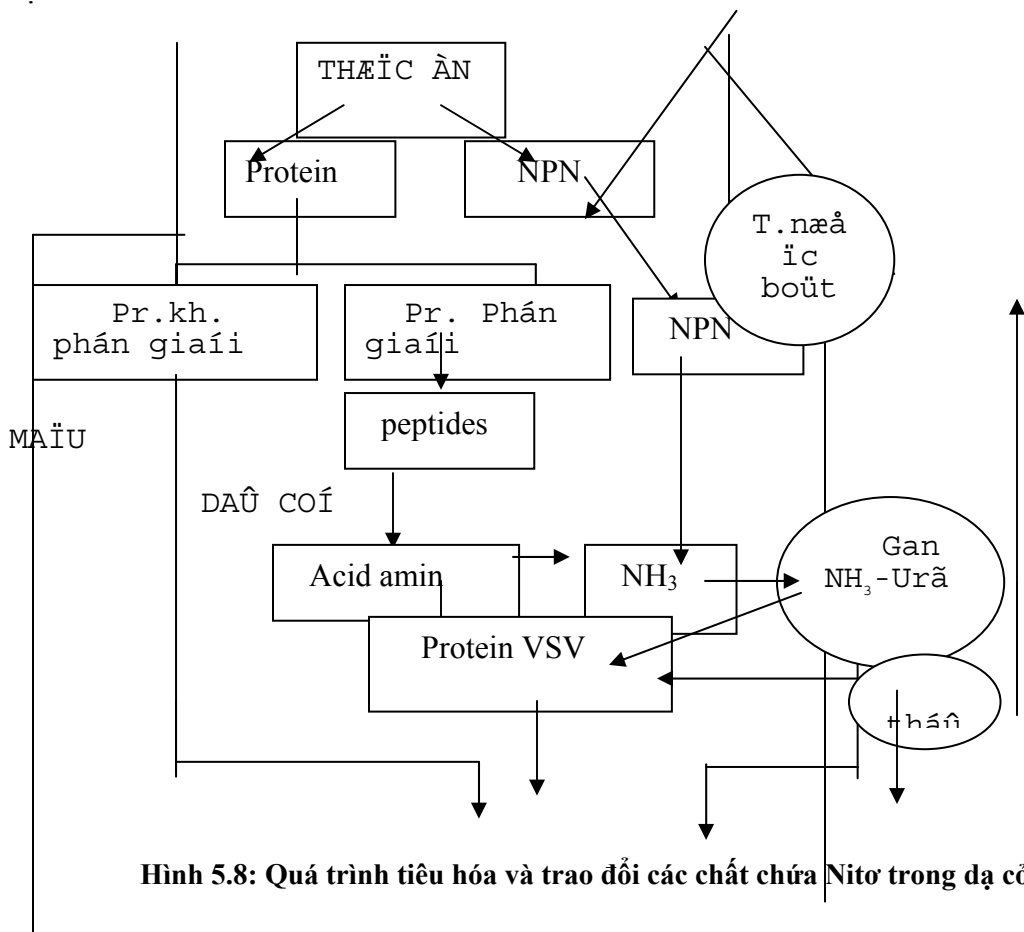 THÆÏC ÀN
Protein
NPN
T.næå
ïc
boüt
Pr.kh.
phán giaíi
Pr. Phán
giaíi
NPN
peptides
MAÏU
DAÛ COÍ
Acid amin
NH₃
Gan
NH₃-Urã
Protein VSV
tháû
Hình 5.8: Quá trình tiêu hóa và trao đổi các chất chứa Nitơ trong dạ cỏ